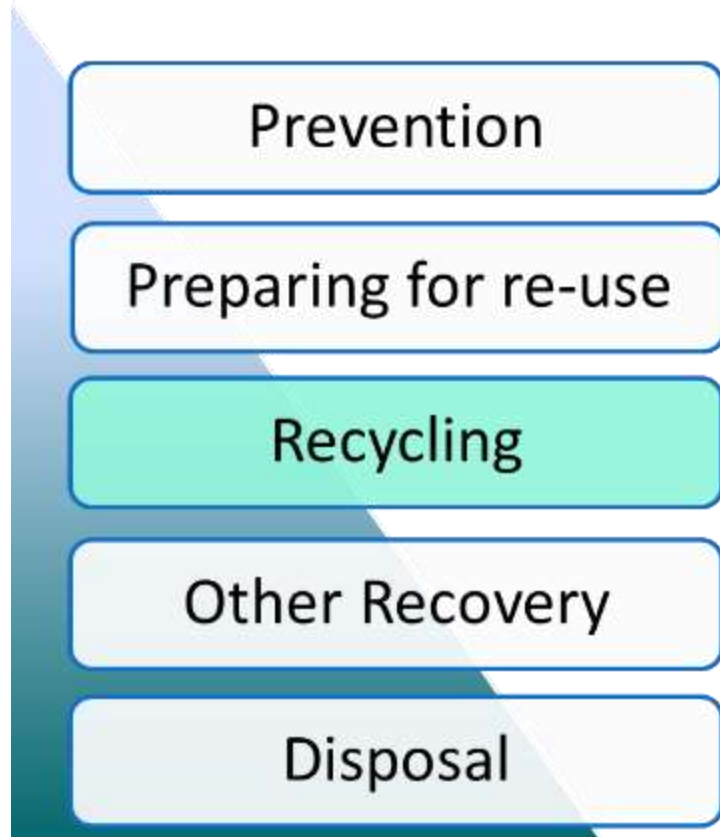 Prevention
Preparing for re-use
Recycling
Other Recovery
Disposal